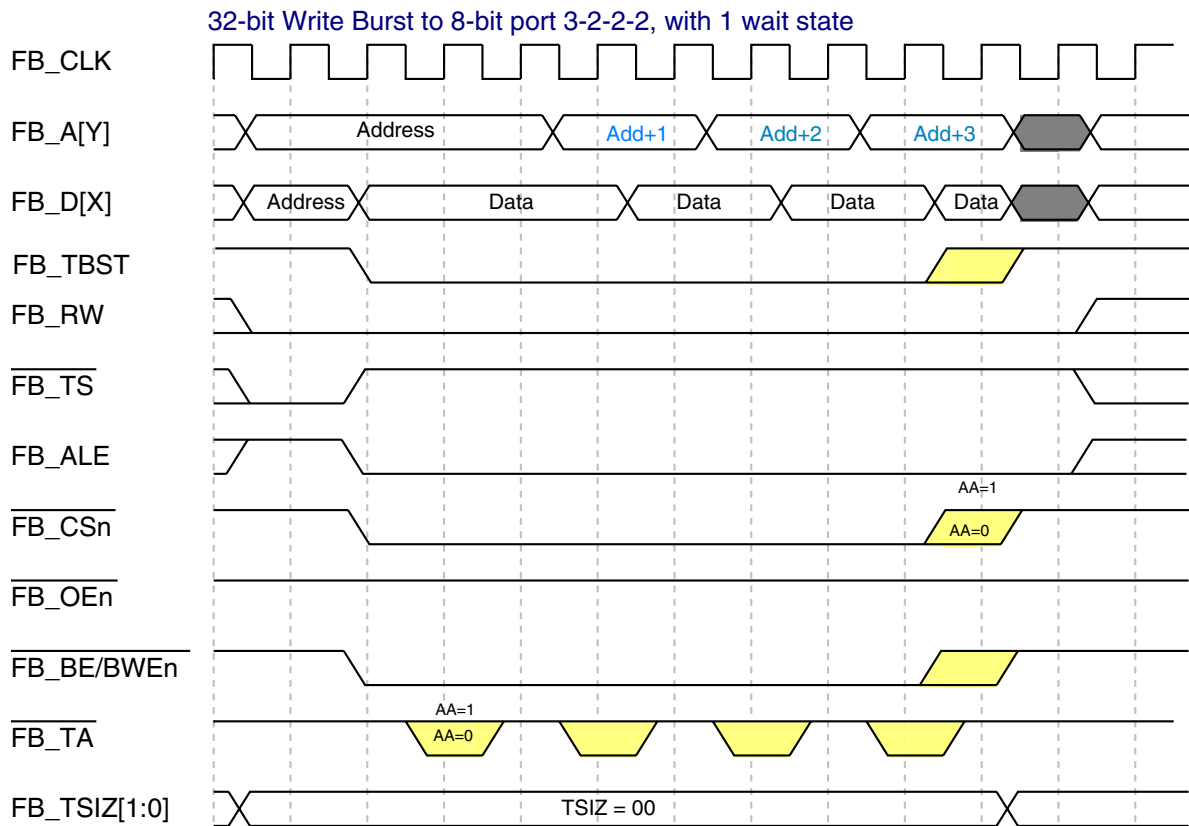 32-bit Write Burst to 8-bit port 3-2-2-2, with 1 wait state
FB_CLK
FB_A[Y] Address Add+1 Add+2 Add+3
FB_D[X] Address Data Data Data Data
FB_TBST
FB_RW
FB_TS
FB_ALE
AA=1
FB_CSn AA=0
FB_OEn
FB_BE/BWEn
AA=1
FB_TA AA=0
FB_TSIZ[1:0] TSIZ = 00